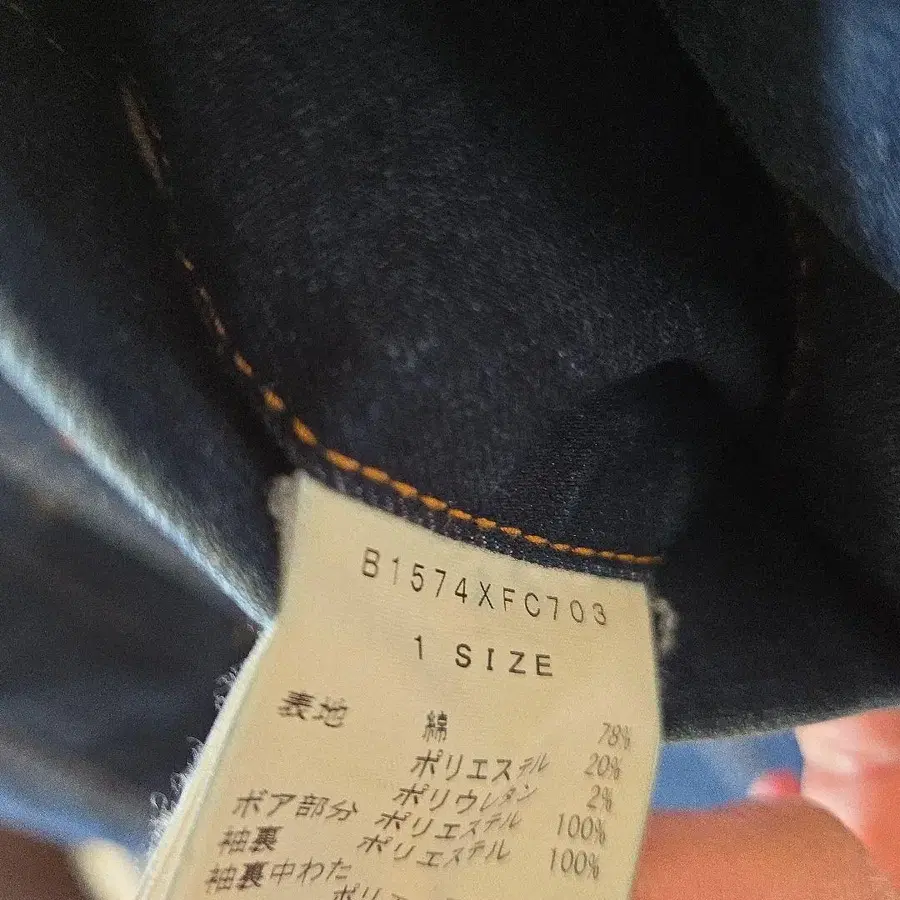 B1574XFC703
1 SIZE
表地 綿 78%
ポリエステル 20%
ポリウレタン 2%
ボア部分 ポリエステル 100%
袖裏 ポリエステル 100%
袖裏中わた